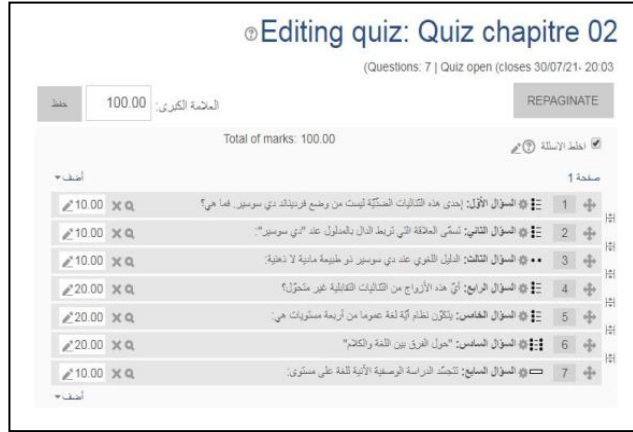 Editing quiz: Quiz chapitre 02
(Questions: 7 | Quiz open (closes 30/07/21، 20:03
REPAGINATE
العلامة الكبرى: 100.00 حفظ
Total of marks: 100.00
اخلط الاسئلة
صفحة 1
أضف
1 السؤال الأوّل: إحدى هذه الثنائيات الضدّيّة ليست من وضع فرديناند دي سوسير. فما هي؟ 10.00
2 السؤال الثاني: تسمّى العلاقة التي تربط الدال بالمدلول عند "دي سوسير": 10.00
3 السؤال الثالث: الدليل اللغوي عند دي سوسير ذو طبيعة مادية لا ذهنية: 10.00
4 السؤال الرابع: أيّ هذه الأزواج من الثنائيات التقابلية غير متحوّل؟ 20.00
5 السؤال الخامس: يتكوّن نظام أيّة لغة عموما من أربعة مستويات هي: 20.00
6 السؤال السادس: "حول الفرق بين اللغة والكلام" 20.00
7 السؤال السابع: تتجسّد الدراسة الوصفية الآنية للغة على مستوى: 10.00
أضف